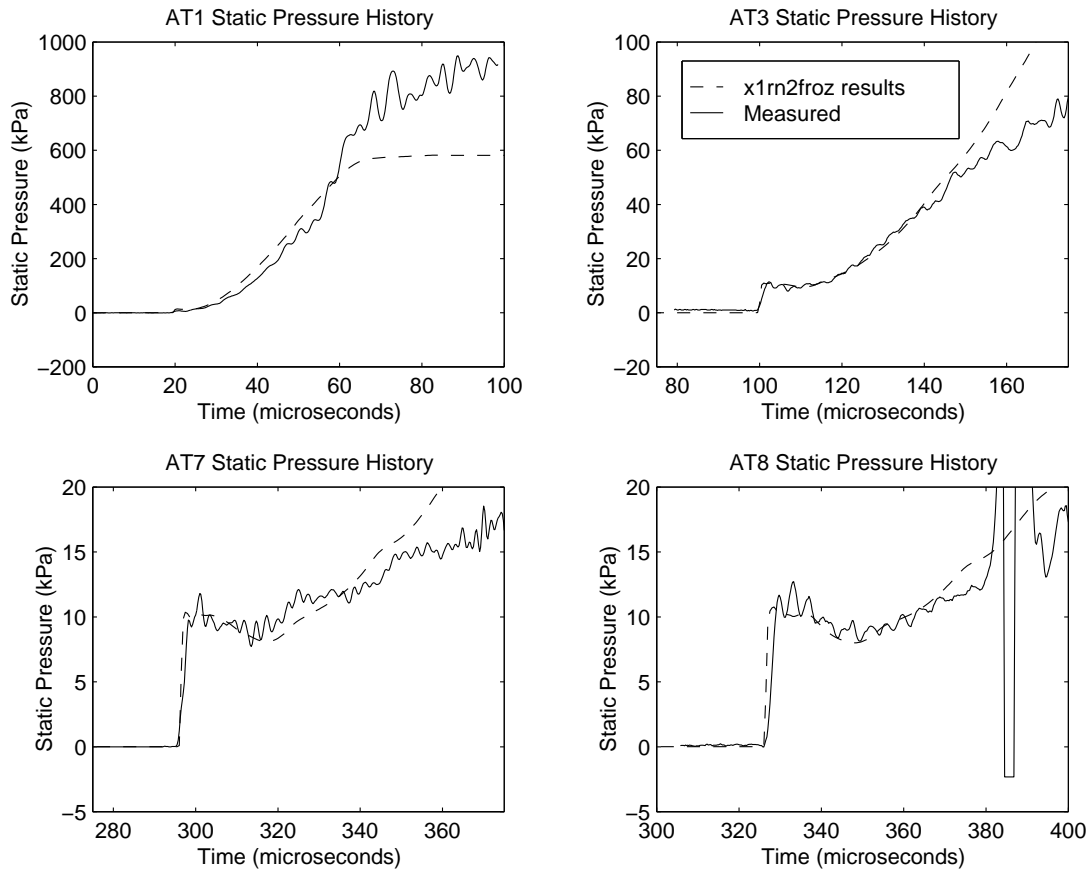 AT1 Static Pressure History
1000
800
600
400
200
0
−200
Static Pressure (kPa)
0 20 40 60 80 100
Time (microseconds)
AT3 Static Pressure History
100
80
60
40
20
0
−20
Static Pressure (kPa)
x1rn2froz results
Measured
80 100 120 140 160
Time (microseconds)
AT7 Static Pressure History
20
15
10
5
0
−5
Static Pressure (kPa)
280 300 320 340 360
Time (microseconds)
AT8 Static Pressure History
20
15
10
5
0
−5
Static Pressure (kPa)
300 320 340 360 380 400
Time (microseconds)